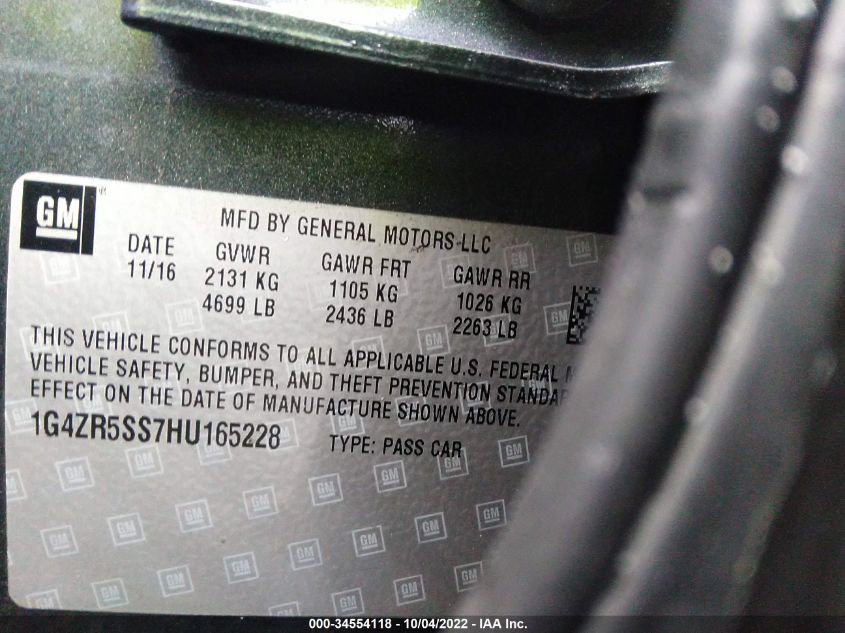 GM
MFD BY GENERAL MOTORS LLC
DATE GVWR GAWR FRT GAWR RR
11/16 2131 KG 1105 KG 1026 KG
4699 LB 2436 LB 2263 LB
THIS VEHICLE CONFORMS TO ALL APPLICABLE U.S. FEDERAL
VEHICLE SAFETY, BUMPER, AND THEFT PREVENTION
EFFECT ON THE DATE OF MANUFACTURE SHOWN ABOVE.
1G4ZR5SS7HU165228 TYPE: PASS CAR
000-34554118 - 10/04/2022 - IAA Inc.